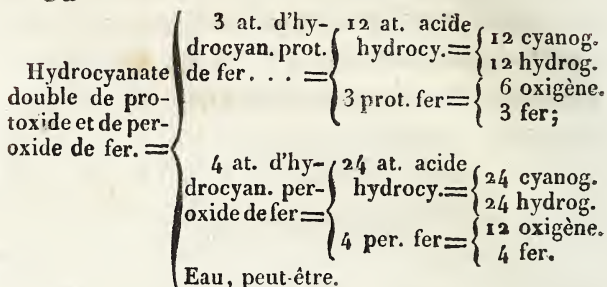 3 at. d’hy-
drocyan. prot.
de fer. . . =
12 at. acide
hydrocy.=
12 cyanog.
12 hydrog.
3 prot. fer=
6 oxigène.
3 fer;
Hydrocyanate
double de pro-
toxide et de per-
oxide de fer. =
4 at. d’hy-
drocyan. per-
oxide de fer=
24 at. acide
hydrocy.=
24 cyanog.
24 hydrog.
4 per. fer=
12 oxigène.
4 fer.
Eau, peut-être.